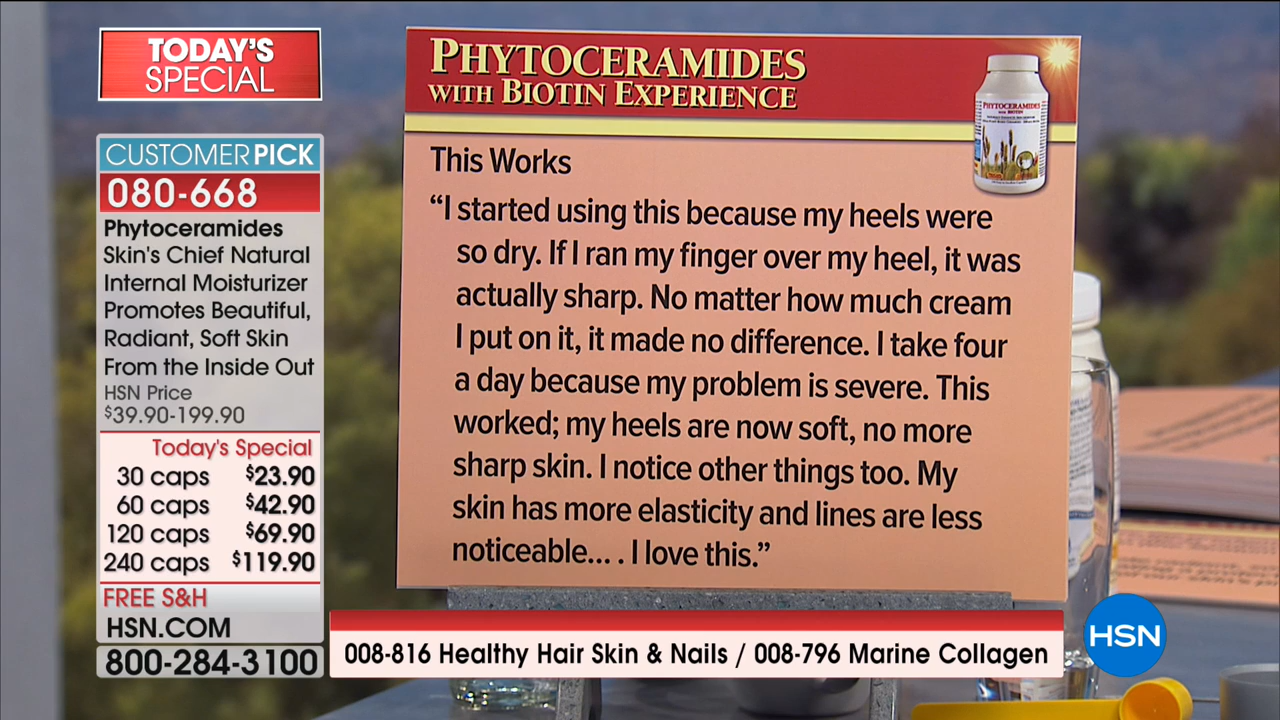 TODAY'S
SPECIAL
CUSTOMER PICK
080-668
Phytoceramides
Skin's Chief Natural
Internal Moisturizer
Promotes Beautiful,
Radiant, Soft Skin
From the Inside Out
HSN Price
$39.90-199.90
Today's Special
30 caps $23.90
60 caps $42.90
120 caps $69.90
240 caps $119.90
FREE S&H
HSN.COM
800-284-3100
PHYTOCERAMIDES
WITH BIOTIN EXPERIENCE
PHYTOCERAMIDES
WITH BIOTIN
This Works
“I started using this because my heels were
so dry. If I ran my finger over my heel, it was
actually sharp. No matter how much cream
I put on it, it made no difference. I take four
a day because my problem is severe. This
worked; my heels are now soft, no more
sharp skin. I notice other things too. My
skin has more elasticity and lines are less
noticeable... . I love this.”
008-816 Healthy Hair Skin & Nails / 008-796 Marine Collagen
HSN